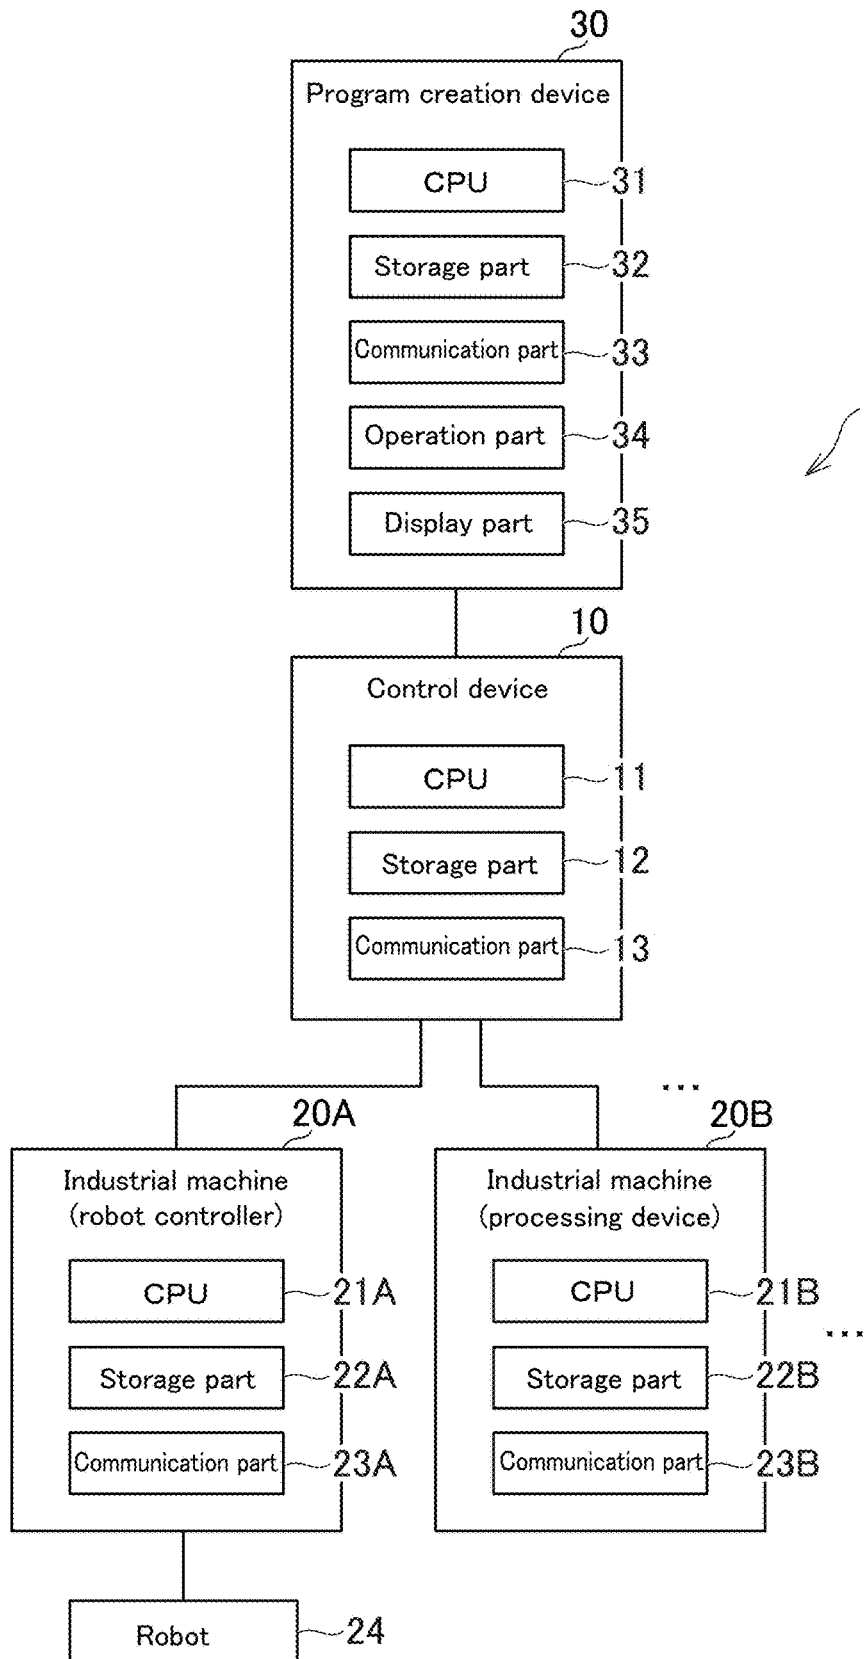 30
Program creation device
CPU 31
Storage part 32
Communication part 33
Operation part 34
Display part 35
10
Control device
CPU 11
Storage part 12
Communication part 13
...
20A 20B
Industrial machine
(robot controller)
CPU 21A
Storage part 22A
Communication part 23A
Industrial machine
(processing device)
CPU 21B
Storage part 22B
Communication part 23B
...
Robot 24